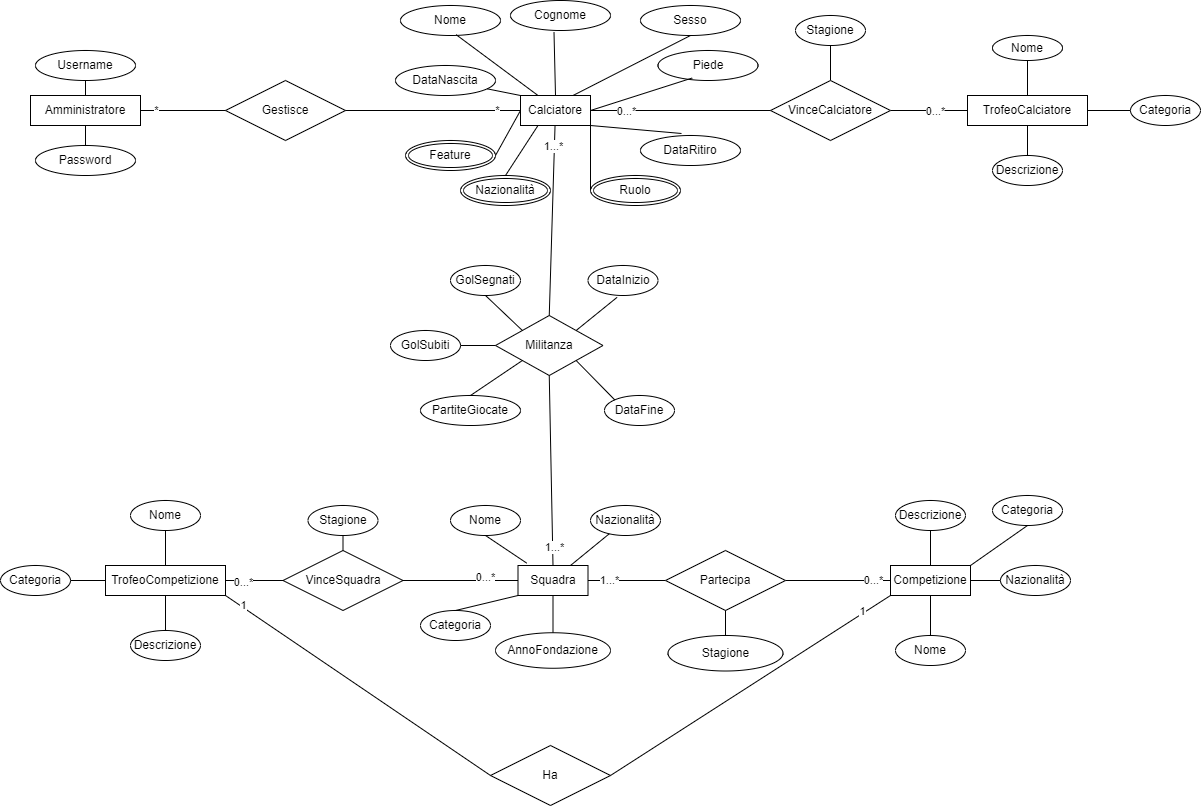 Nome
Cognome
Sesso
Stagione
Username
DataNascita
Piede
Nome
Amministratore
*
Gestisce
*
Calciatore
0...*
VinceCalciatore
0...*
TrofeoCalciatore
Categoria
Password
Feature
1...*
DataRitiro
Descrizione
Nazionalità
Ruolo
GolSegnati
DataInizio
GolSubiti
Militanza
PartiteGiocate
DataFine
Nome
Stagione
Nome
Nazionalità
Descrizione
Categoria
1...*
Categoria
TrofeoCompetizione
0...*
VinceSquadra
0...*
Squadra
1...*
Partecipa
0...*
Competizione
Nazionalità
1
1
Categoria
Descrizione
AnnoFondazione
Stagione
Nome
Ha